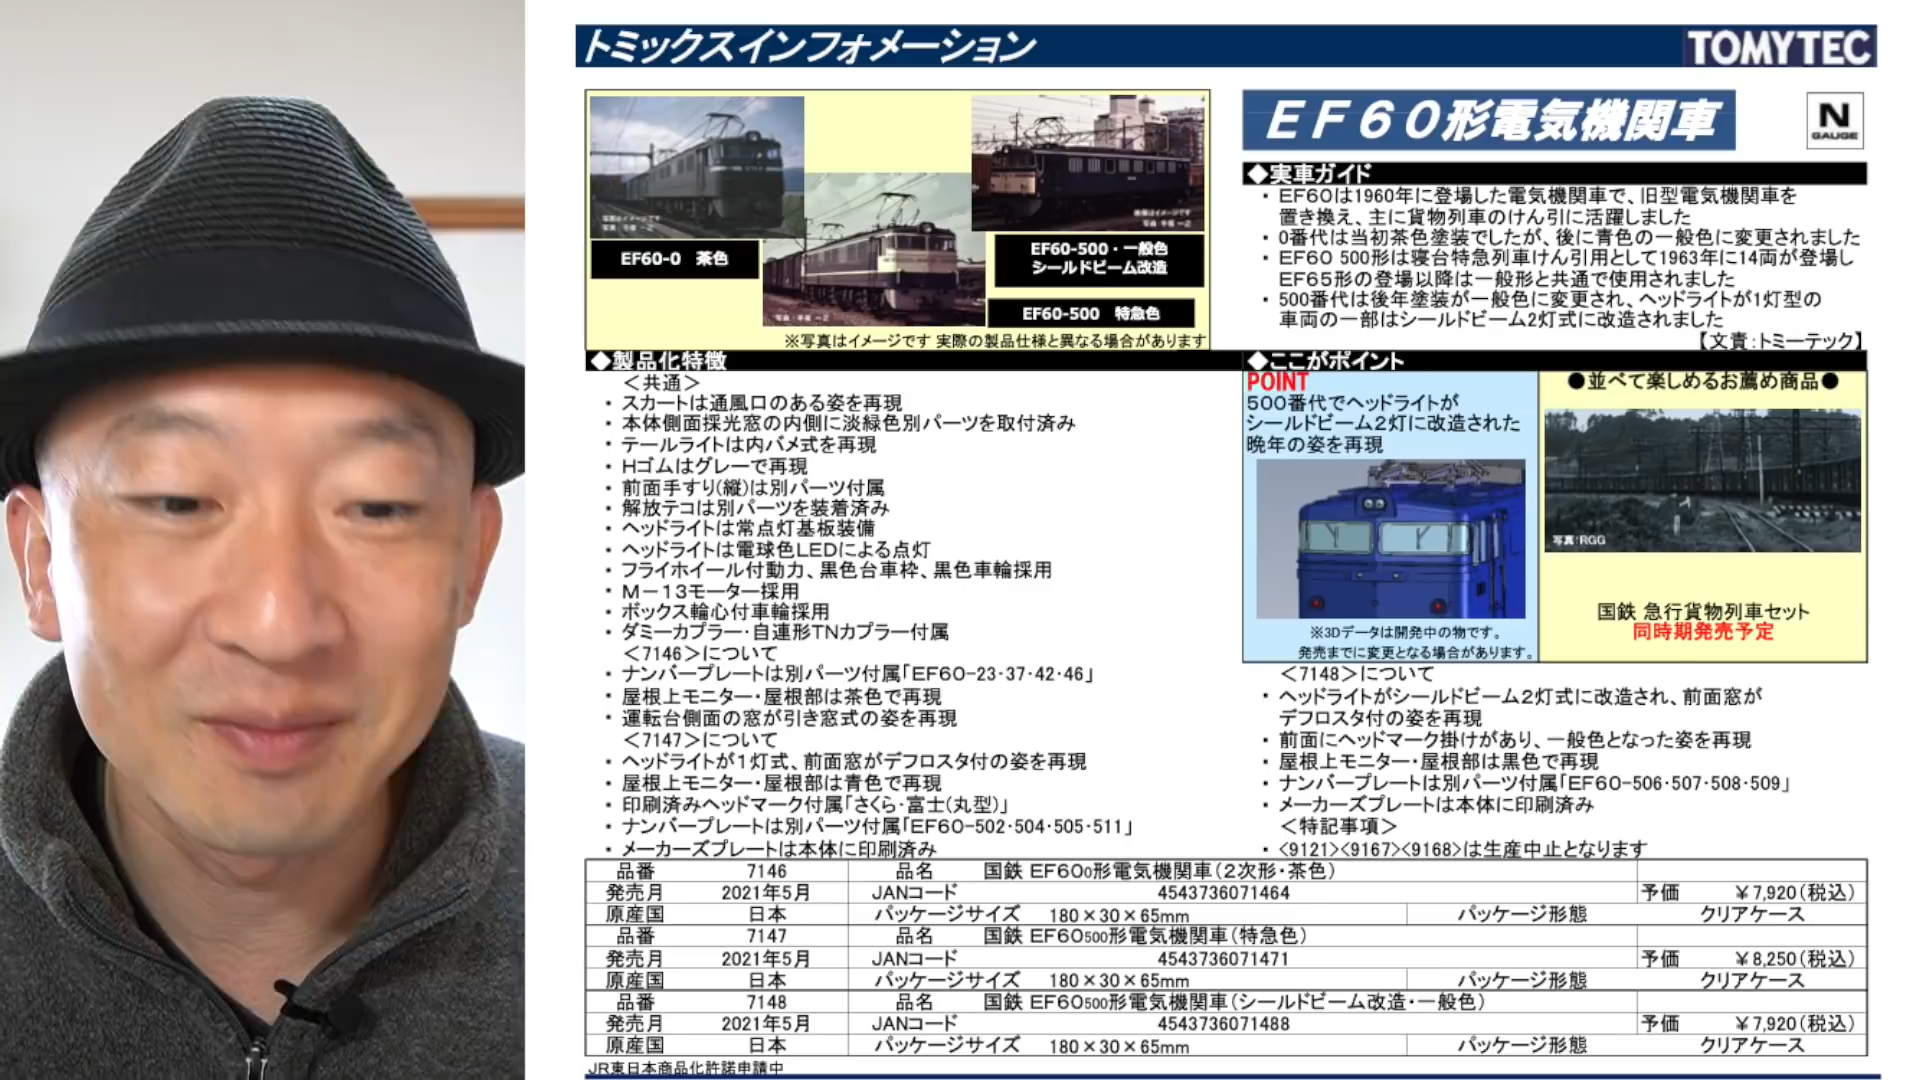 トミックスインフォメーション
TOMYTEC
EF60-0 茶色
EF60-500・一般色
シールドビーム改造
EF60-500 特急色
※写真はイメージです 実際の製品仕様と異なる場合があります
EF60形電気機関車
N
GAUGE
◆実車ガイド
・EF60は1960年に登場した電気機関車で、旧型電気機関車を
置き換え、主に貨物列車のけん引に活躍しました
・0番代は当初茶色塗装でしたが、後に青色の一般色に変更されました
・EF60 500形は寝台特急列車けん引用として1963年に14両が登場し
EF65形の登場以降は一般形と共通で使用されました
・500番代は後年塗装が一般色に変更され、ヘッドライトが1灯型の
車両の一部はシールドビーム2灯式に改造されました
【文責:トミーテック】
◆製品化特徴
<共通>
・スカートは通風口のある姿を再現
・本体側面採光窓の内側に淡緑色別パーツを取付済み
・テールライトは内バメ式を再現
・Hゴムはグレーで再現
・前面手すり(縦)は別パーツ付属
・解放テコは別パーツを装着済み
・ヘッドライトは常点灯基板装備
・ヘッドライトは電球色LEDによる点灯
・フライホイール付動力、黒色台車枠、黒色車輪採用
・M-13モーター採用
・ボックス輪心付車輪採用
・ダミーカプラー・自連形TNカプラー付属
<7146>について
・ナンバープレートは別パーツ付属「EF60-23・37・42・46」
・屋根上モニター・屋根部は茶色で再現
・運転台側面の窓が引き窓式の姿を再現
<7147>について
・ヘッドライトが1灯式、前面窓がデフロスタ付の姿を再現
・屋根上モニター・屋根部は青色で再現
・印刷済みヘッドマーク付属「さくら・富士(丸型)」
・ナンバープレートは別パーツ付属「EF60-502・504・505・511」
・メーカーズプレートは本体に印刷済み
◆ここがポイント
POINT
500番代でヘッドライトが
シールドビーム2灯に改造された
晩年の姿を再現
※3Dデータは開発中の物です。
発売までに変更となる場合があります。
●並べて楽しめるお薦め商品●
写真:RGG
国鉄 急行貨物列車セット
同時期発売予定
<7148>について
・ヘッドライトがシールドビーム2灯式に改造され、前面窓が
デフロスタ付の姿を再現
・前面にヘッドマーク掛けがあり、一般色となった姿を再現
・屋根上モニター・屋根部は黒色で再現
・ナンバープレートは別パーツ付属「EF60-506・507・508・509」
・メーカーズプレートは本体に印刷済み
<特記事項>
・<9121><9167><9168>は生産中止となります
品番 7146 品名 国鉄 EF600形電気機関車(2次形・茶色)
発売月 2021年5月 JANコード 4543736071464 予価 ¥7,920(税込)
原産国 日本 パッケージサイズ 180×30×65mm パッケージ形態 クリアケース
品番 7147 品名 国鉄 EF60500形電気機関車(特急色)
発売月 2021年5月 JANコード 4543736071471 予価 ¥8,250(税込)
原産国 日本 パッケージサイズ 180×30×65mm パッケージ形態 クリアケース
品番 7148 品名 国鉄 EF60500形電気機関車(シールドビーム改造・一般色)
発売月 2021年5月 JANコード 4543736071488 予価 ¥7,920(税込)
原産国 日本 パッケージサイズ 180×30×65mm パッケージ形態 クリアケース
JR東日本商品化許諾申請中